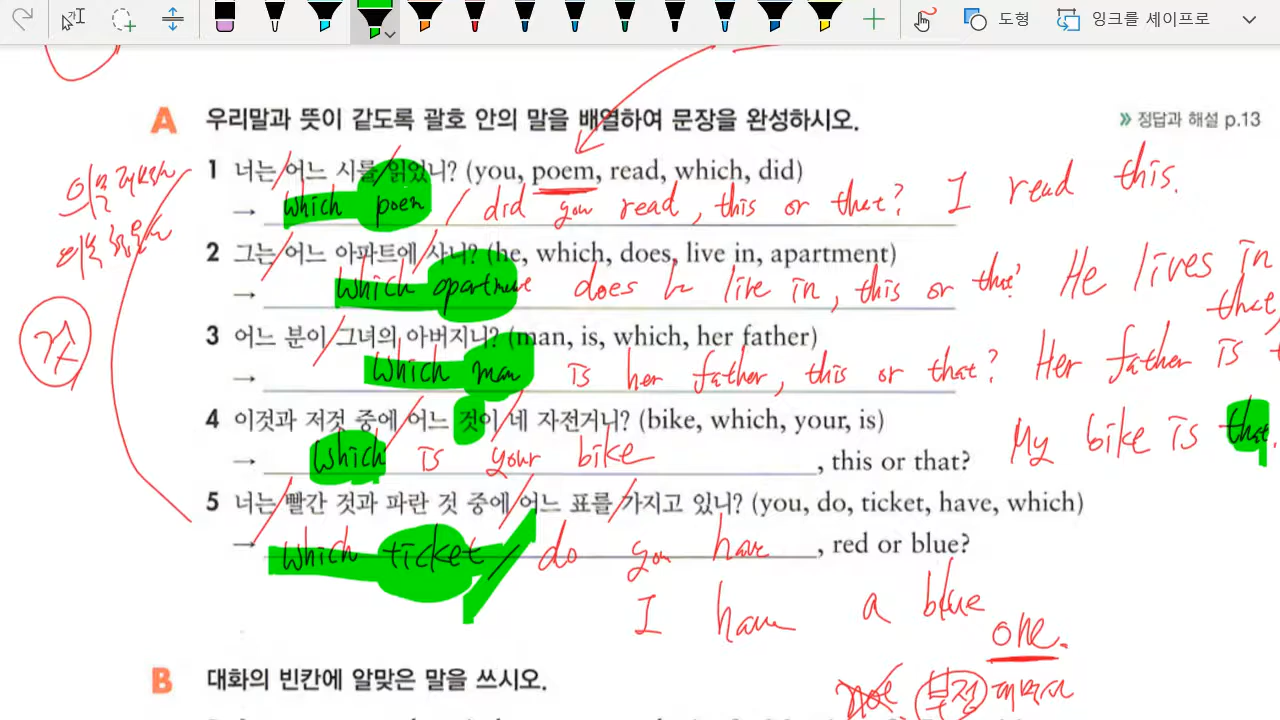 도형 잉크를 셰이프로
A 우리말과 뜻이 같도록 괄호 안의 말을 배열하여 문장을 완성하시오. » 정답과 해설 p.13
1 너는 어느 시를 읽었니? (you, poem, read, which, did)
→ which poem / did you read, this or that? I read this.
2 그는 어느 아파트에 사니? (he, which, does, live in, apartment)
→ which apartment does he live in, this or that? He lives in that,
3 어느 분이 그녀의 아버지니? (man, is, which, her father)
→ which man is her father, this or that? Her father is
4 이것과 저것 중에 어느 것이 네 자전거니? (bike, which, your, is)
→ which is your bike , this or that? My bike is that.
5 너는 빨간 것과 파란 것 중에 어느 표를 가지고 있니? (you, do, ticket, have, which)
→ which ticket / do you have , red or blue?
I have a blue
one.
B 대화의 빈칸에 알맞은 말을 쓰시오.
부정 대명사